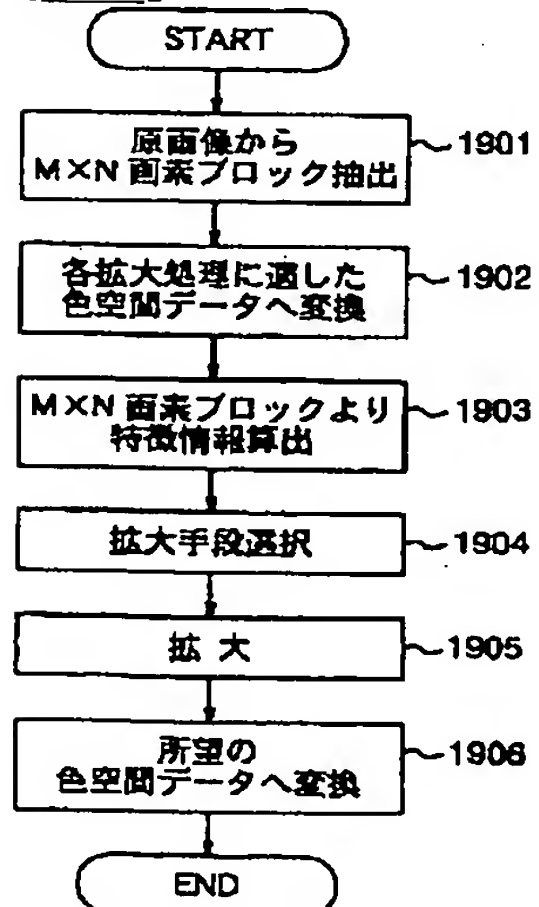 START
原画像から
M×N 画素ブロック抽出
1901
各拡大処理に適した
色空間データへ変換
1902
M×N 画素ブロックより
特徴情報算出
1903
拡大手段選択
1904
拡 大
1905
所望の
色空間データへ変換
1906
END